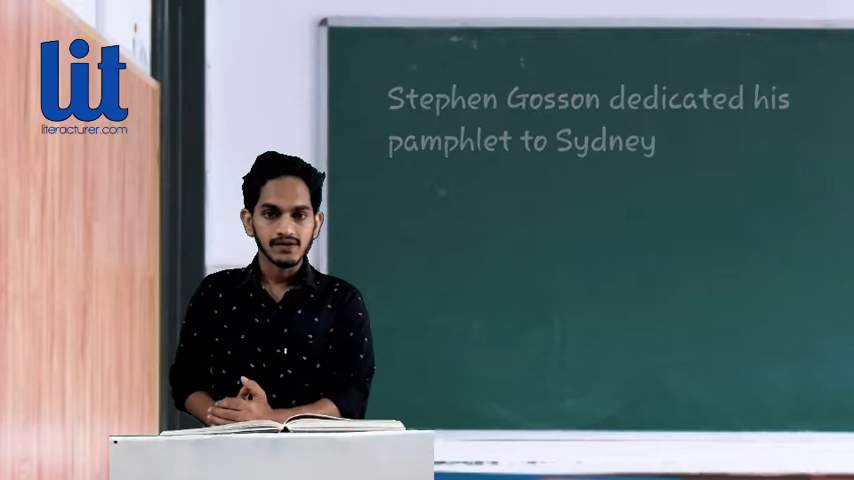 lit
literacturer.com
Stephen Gosson dedicated his
pamphlet to Sydney